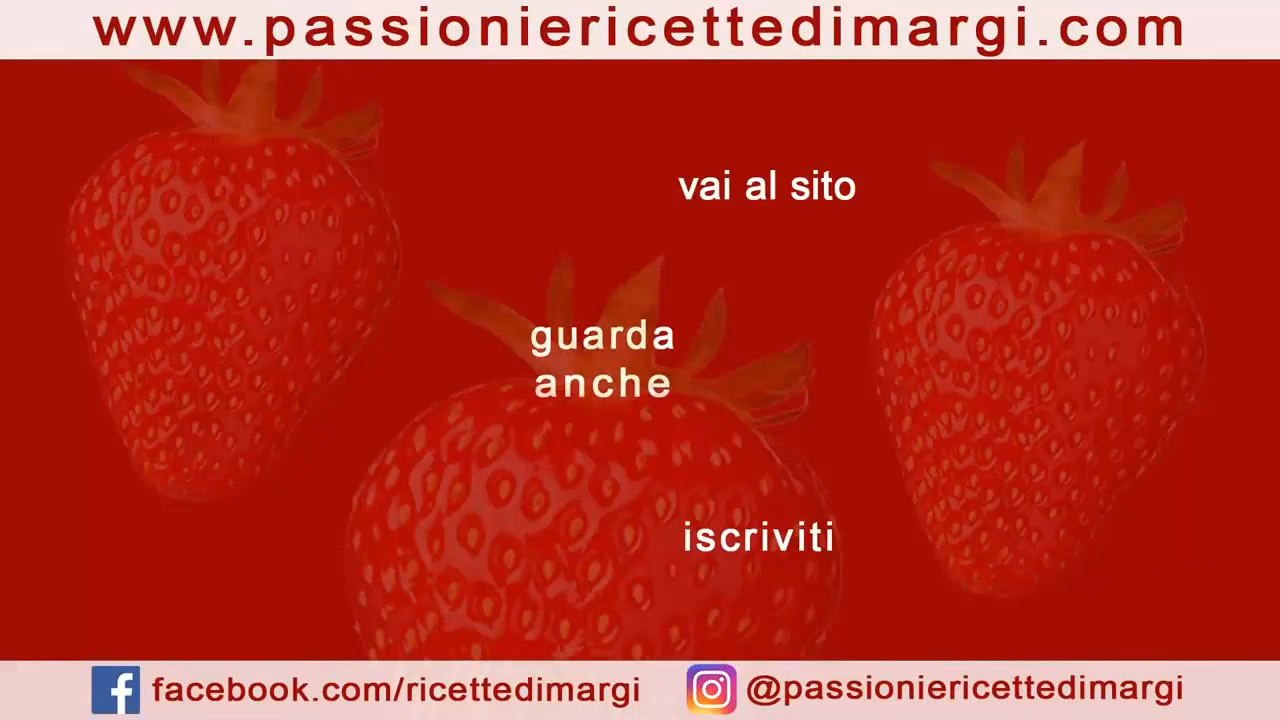 www.passioniericettedimargi.com
vai al sito
guarda
anche
iscriviti
facebook.com/ricettedimargi
@passioniericettedimargi